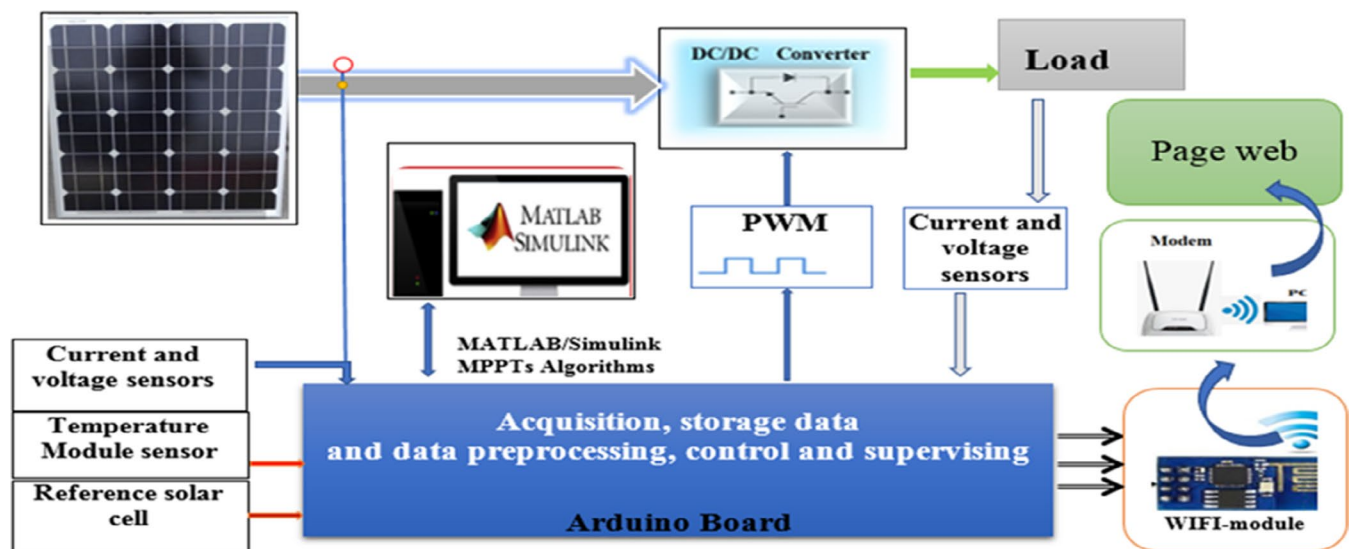 DC/DC Converter
Load
Page web
MATLAB
SIMULINK
PWM
Current and
voltage
sensors
Modem
PC
MATLAB/Simulink
MPPTs Algorithms
Current and
voltage sensors
Temperature
Module sensor
Reference solar
cell
Acquisition, storage data
and data preprocessing, control and supervising
Arduino Board
WIFI-module